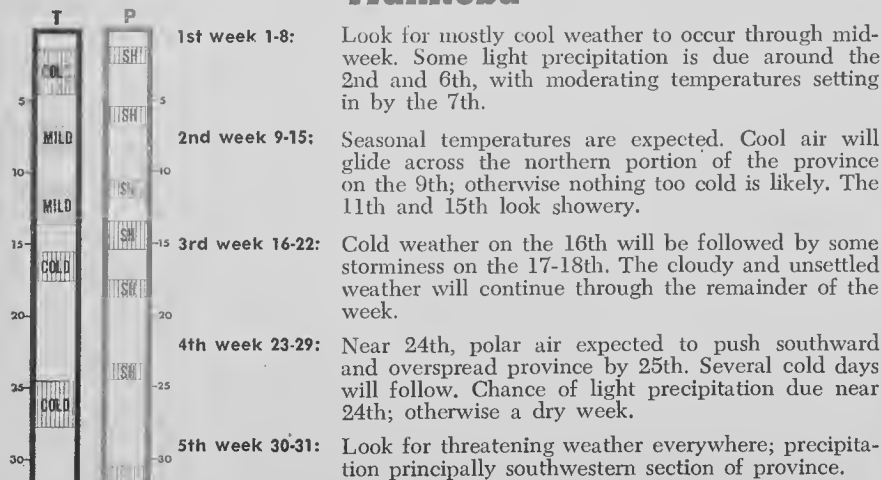 Manitoba
T P
1st week 1-8: Look for mostly cool weather to occur through mid-
week. Some light precipitation is due around the
2nd and 6th, with moderating temperatures setting
in by the 7th.
2nd week 9-15: Seasonal temperatures are expected. Cool air will
glide across the northern portion of the province
on the 9th; otherwise nothing too cold is likely. The
11th and 15th look showery.
3rd week 16-22: Cold weather on the 16th will be followed by some
storminess on the 17-18th. The cloudy and unsettled
weather will continue through the remainder of the
week.
4th week 23-29: Near 24th, polar air expected to push southward
and overspread province by 25th. Several cold days
will follow. Chance of light precipitation due near
24th; otherwise a dry week.
5th week 30-31: Look for threatening weather everywhere; precipita-
tion principally southwestern section of province.
SH
5 5
SH
MILD
10 10
SH
MILD
SH
15 15
COLD
SH
20 20
SH
25 25
COLD
30 30